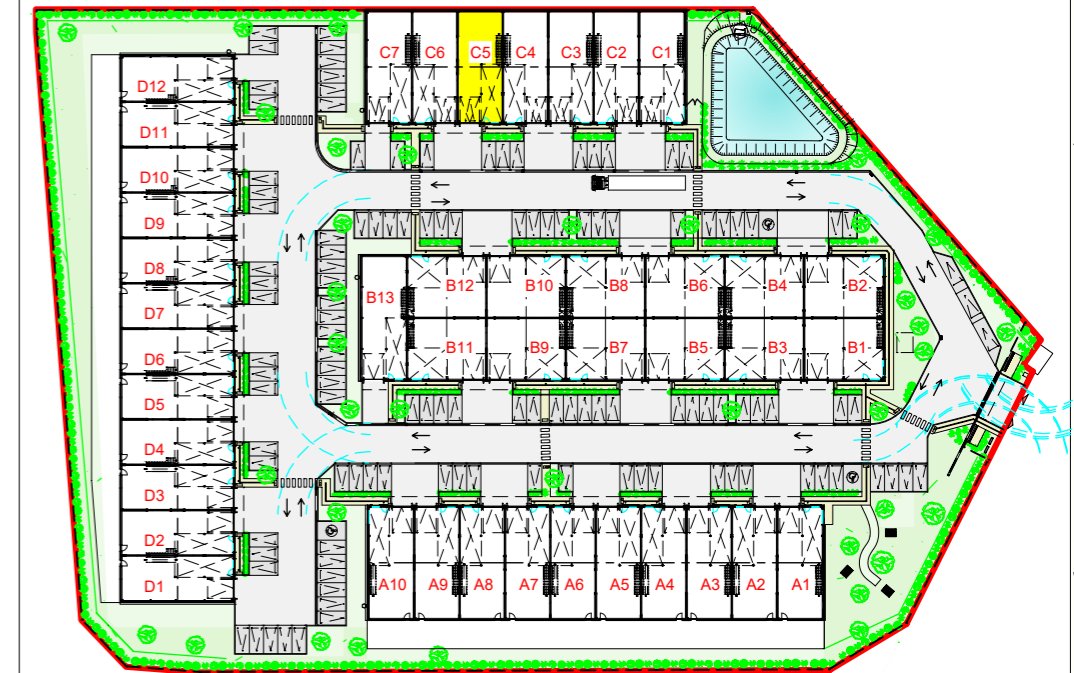 C7 C6 C5 C4 C3 C2 C1
D12
D11
D10
D9
D8
D7
D6
D5
D4
D3
D2
D1
B13 B12 B10 B8 B6 B4 B2
B11 B9 B7 B5 B3 B1
A10 A9 A8 A7 A6 A5 A4 A3 A2 A1